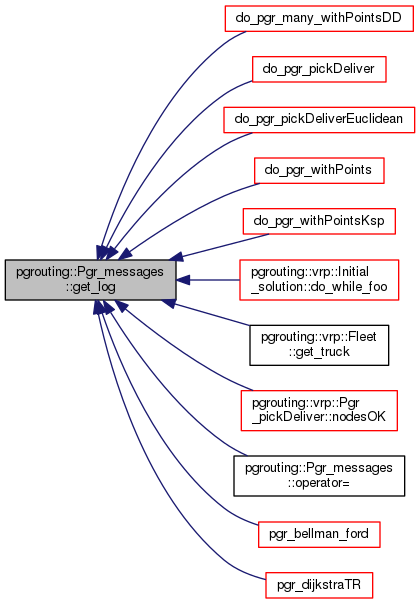 do_pgr_many_withPointsDD
do_pgr_pickDeliver
do_pgr_pickDeliverEuclidean
do_pgr_withPoints
do_pgr_withPointsKsp
pgrouting::Pgr_messages
::get_log
pgrouting::vrp::Initial
_solution::do_while_foo
pgrouting::vrp::Fleet
::get_truck
pgrouting::vrp::Pgr
_pickDeliver::nodesOK
pgrouting::Pgr_messages
::operator=
pgr_bellman_ford
pgr_dijkstraTR